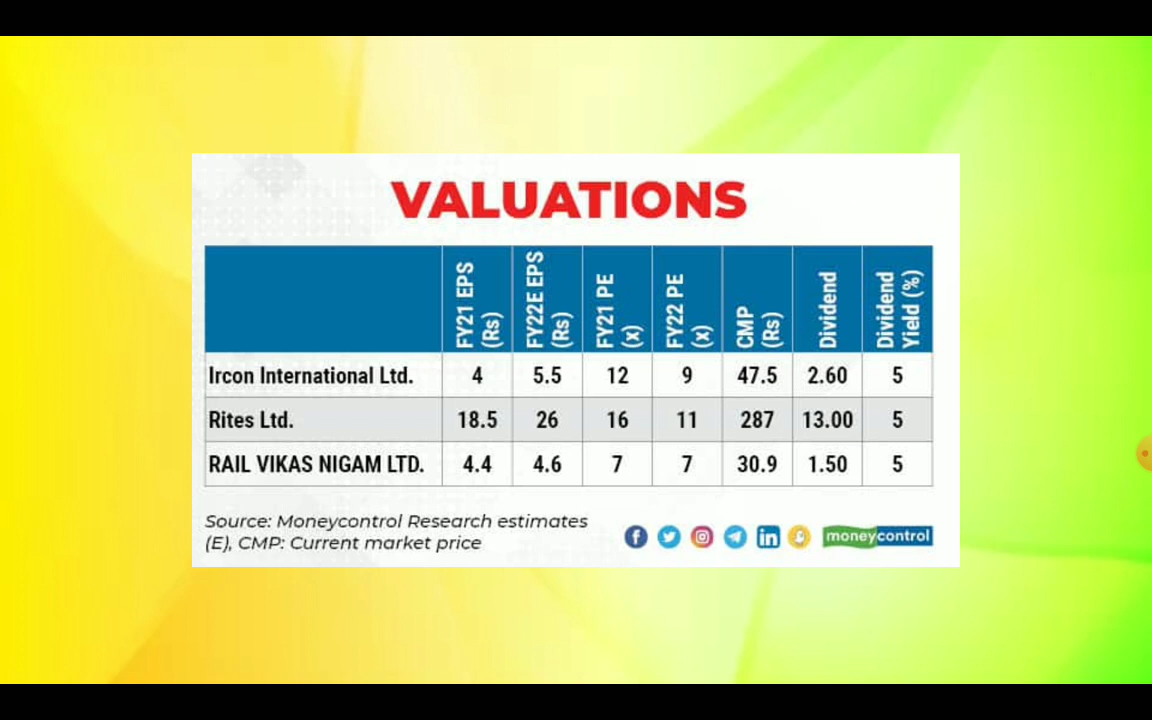 VALUATIONS
FY21 EPS (Rs) FY22E EPS (Rs) FY21 PE (x) FY22 PE (x) CMP (Rs) Dividend Dividend Yield (%)
Ircon International Ltd. 4 5.5 12 9 47.5 2.60 5
Rites Ltd. 18.5 26 16 11 287 13.00 5
RAIL VIKAS NIGAM LTD. 4.4 4.6 7 7 30.9 1.50 5
Source: Moneycontrol Research estimates
(E), CMP: Current market price
moneycontrol